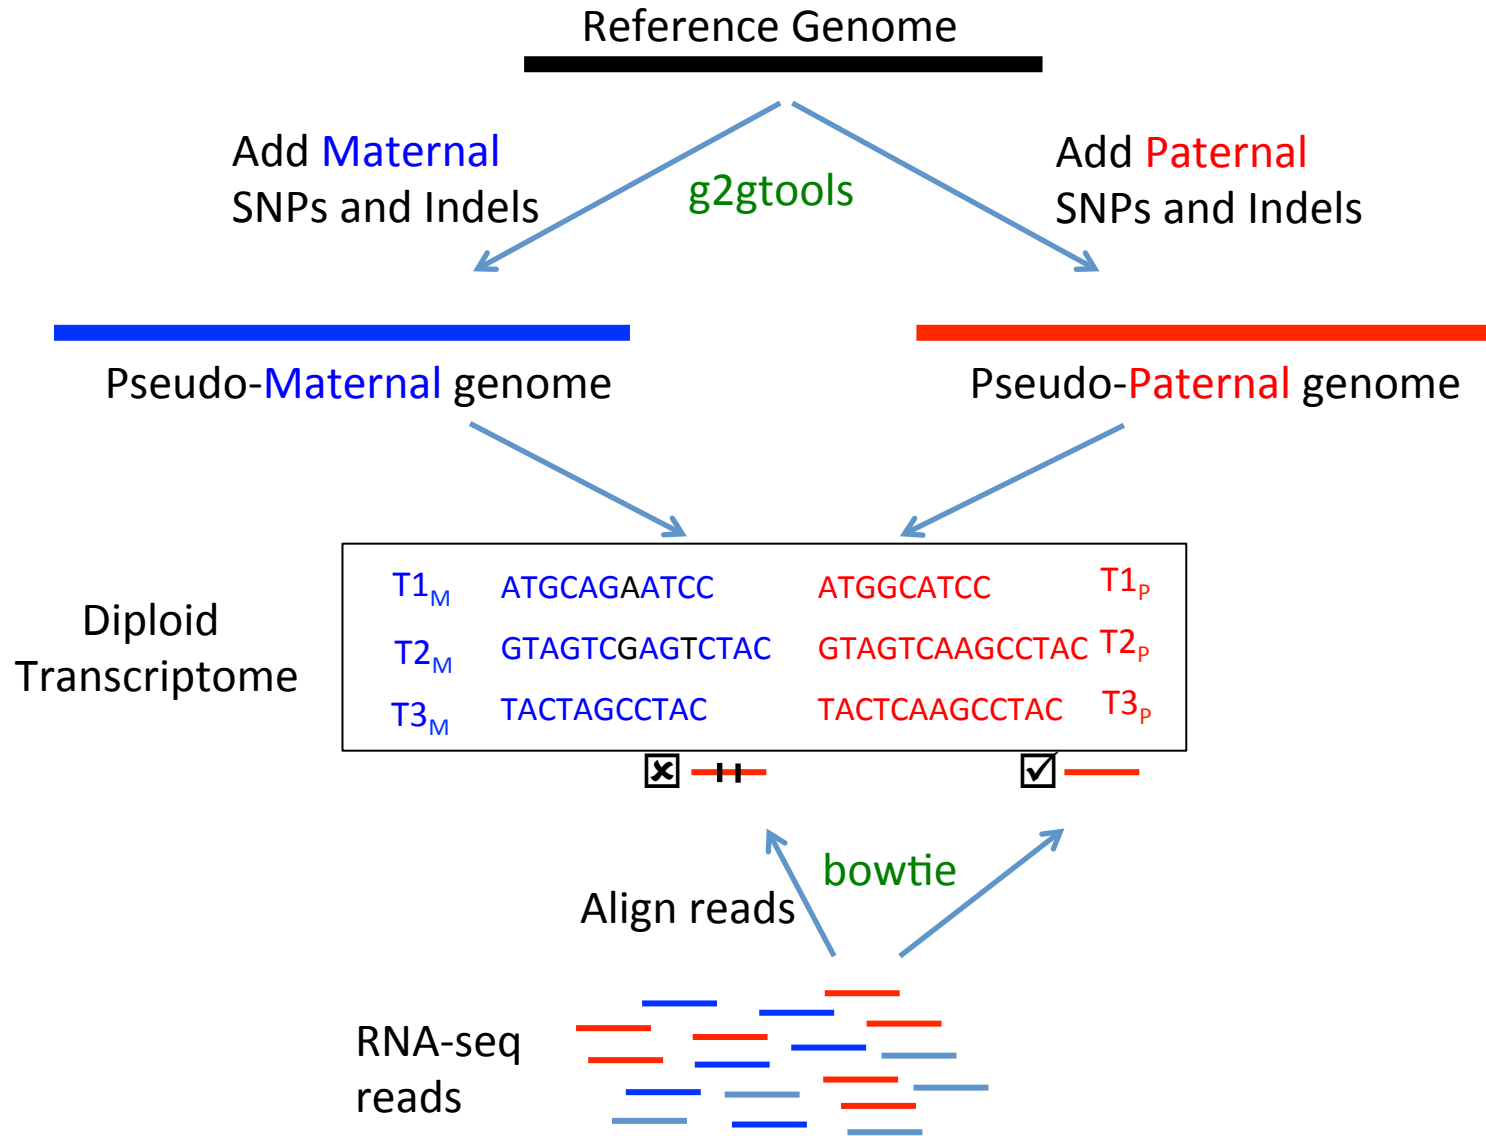 Reference Genome
Add Maternal
SNPs and Indels
g2gtools
Add Paternal
SNPs and Indels
Pseudo-Maternal genome
Pseudo-Paternal genome
Diploid
Transcriptome
T1M ATGCAGAATCC ATGGCATCC T1P
T2M GTAGTCGAGTCTAC GTAGTCAAGCCTAC T2P
T3M TACTAGCCTAC TACTCAAGCCTAC T3P
bowtie
Align reads
RNA-seq
reads